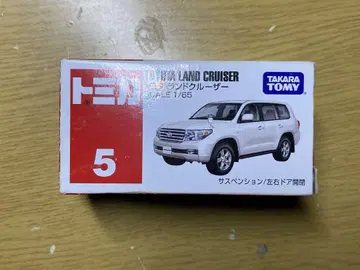 トミカ
TOYOTA LAND CRUISER
トヨタ ランドクルーザー
SCALE 1/65
TAKARA
TOMY
5
サスペンション/左右ドア開閉